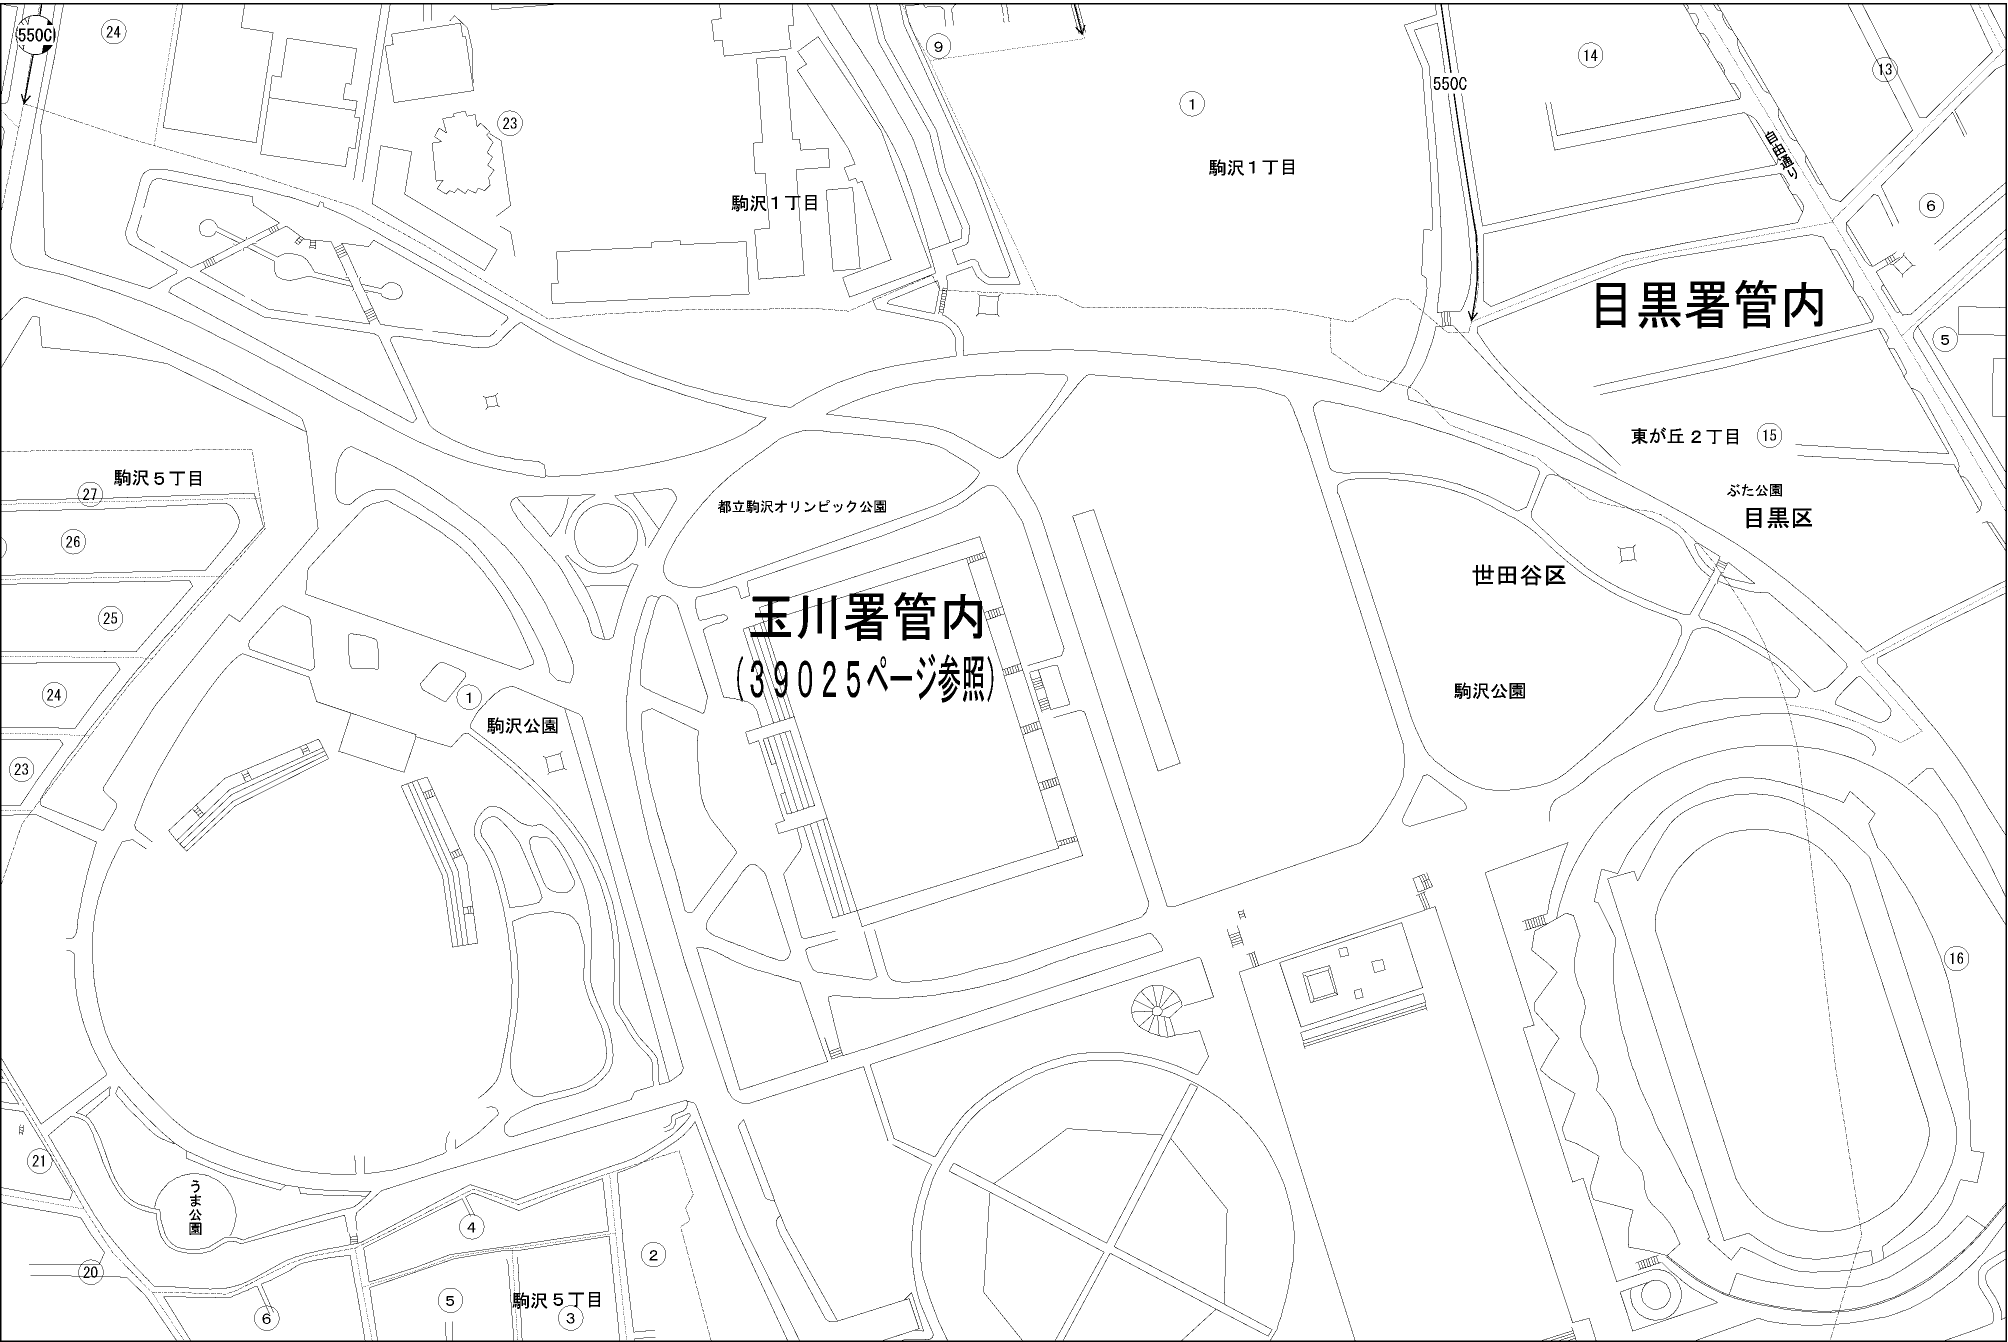 550C
24
9
14
13
1
550C
23
自由通り
駒沢１丁目
駒沢１丁目
6
目黒署管内
5
東が丘２丁目
15
駒沢５丁目
27
ぶた公園
都立駒沢オリンピック公園
目黒区
26
世田谷区
25
玉川署管内
(３９０２５ページ参照)
24
1
駒沢公園
駒沢公園
23
16
21
うま公園
4
2
20
5
駒沢５丁目
6
3